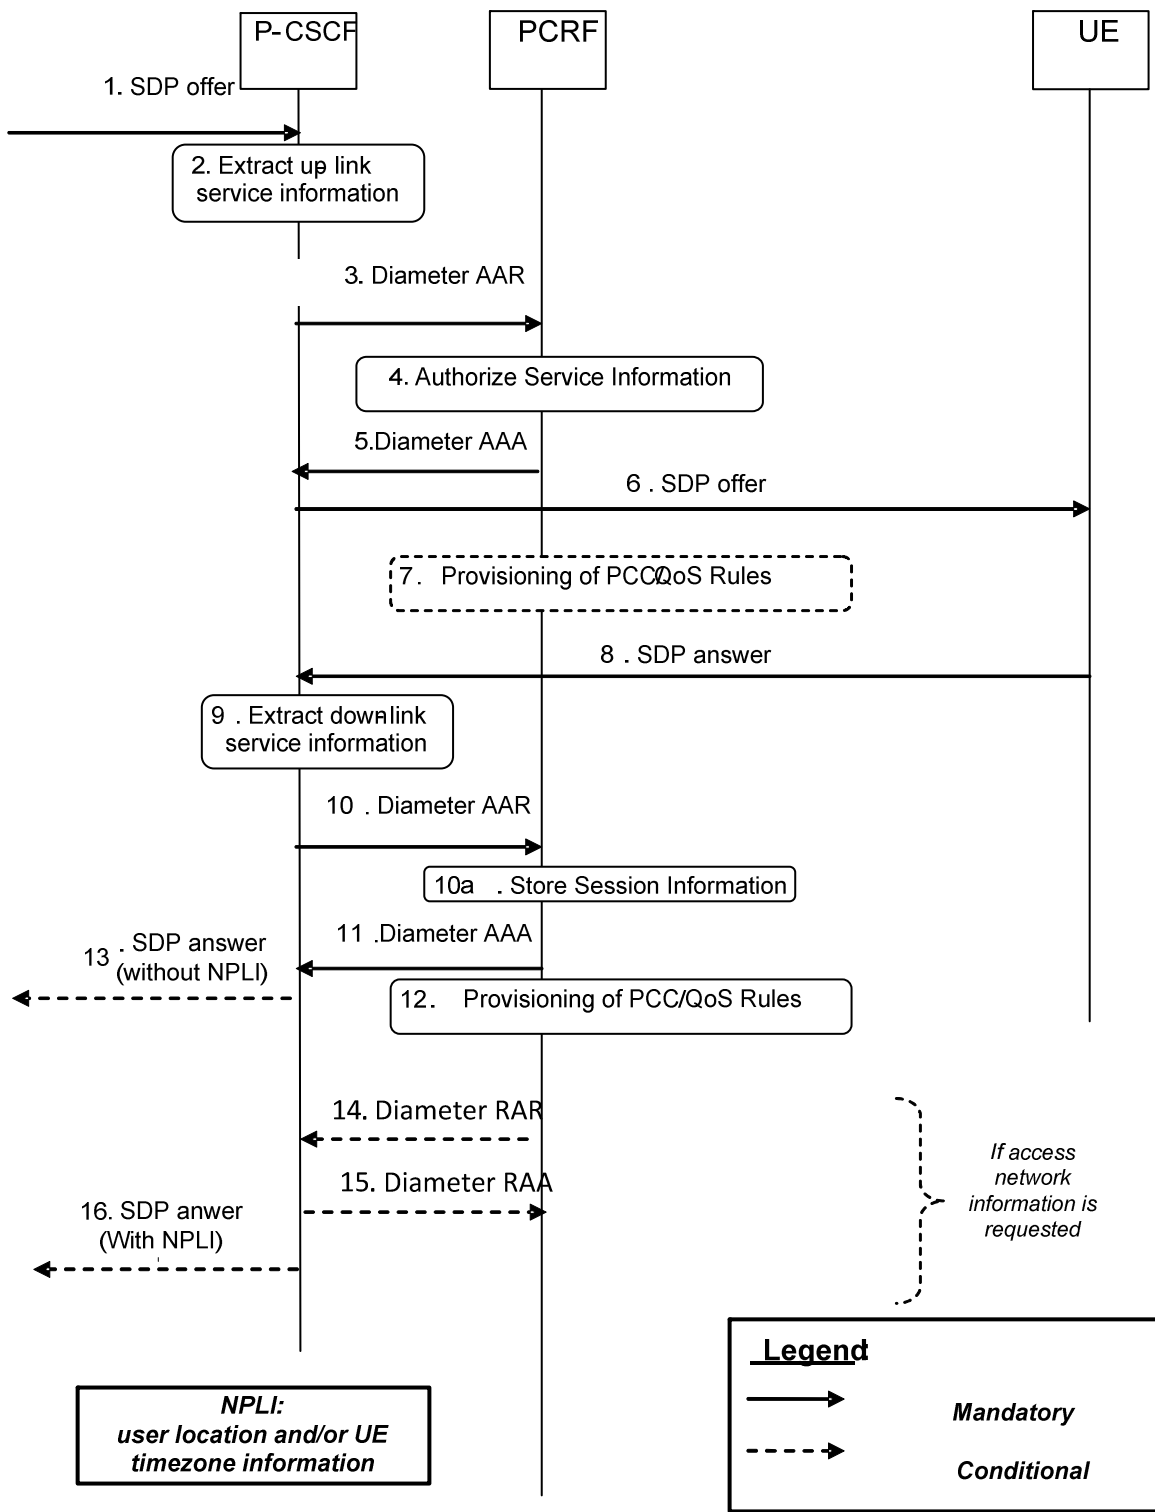 P-CSCF
PCRF
UE
1. SDP offer
2. Extract up link
service information
3. Diameter AAR
4. Authorize Service Information
5.Diameter AAA
6 . SDP offer
7. Provisioning of PCC/QoS Rules
8 . SDP answer
9 . Extract down-link
service information
10 . Diameter AAR
10a . Store Session Information
11 .Diameter AAA
13 . SDP answer
(without NPLI)
12. Provisioning of PCC/QoS Rules
14. Diameter RAR
15. Diameter RAA
If access
network
information is
requested
16. SDP anwer
(With NPLI)
Legend:
Mandatory
Conditional
NPLI:
user location and/or UE
timezone information